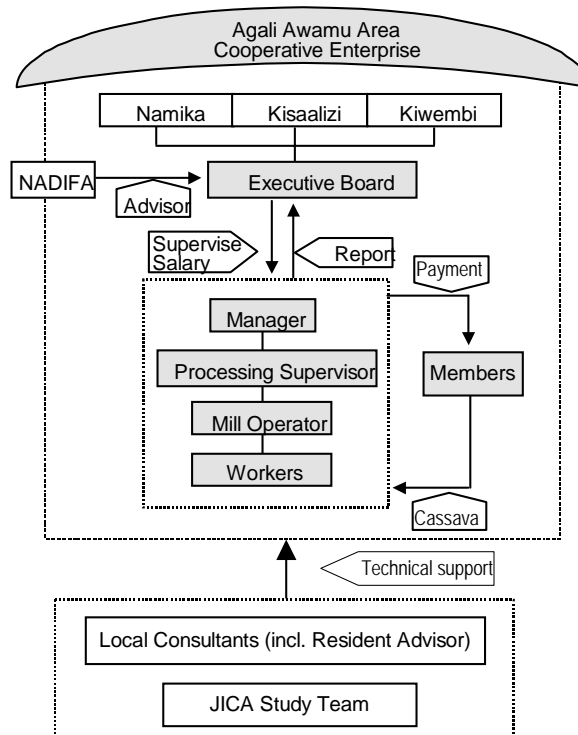 Agali Awamu Area
Cooperative Enterprise
Namika
Kisaalizi
Kiwembi
NADIFA
Advisor
Executive Board
Supervise
Salary
Report
Payment
Manager
Processing Supervisor
Members
Mill Operator
Workers
Cassava
Technical support
Local Consultants (incl. Resident Advisor)
JICA Study Team